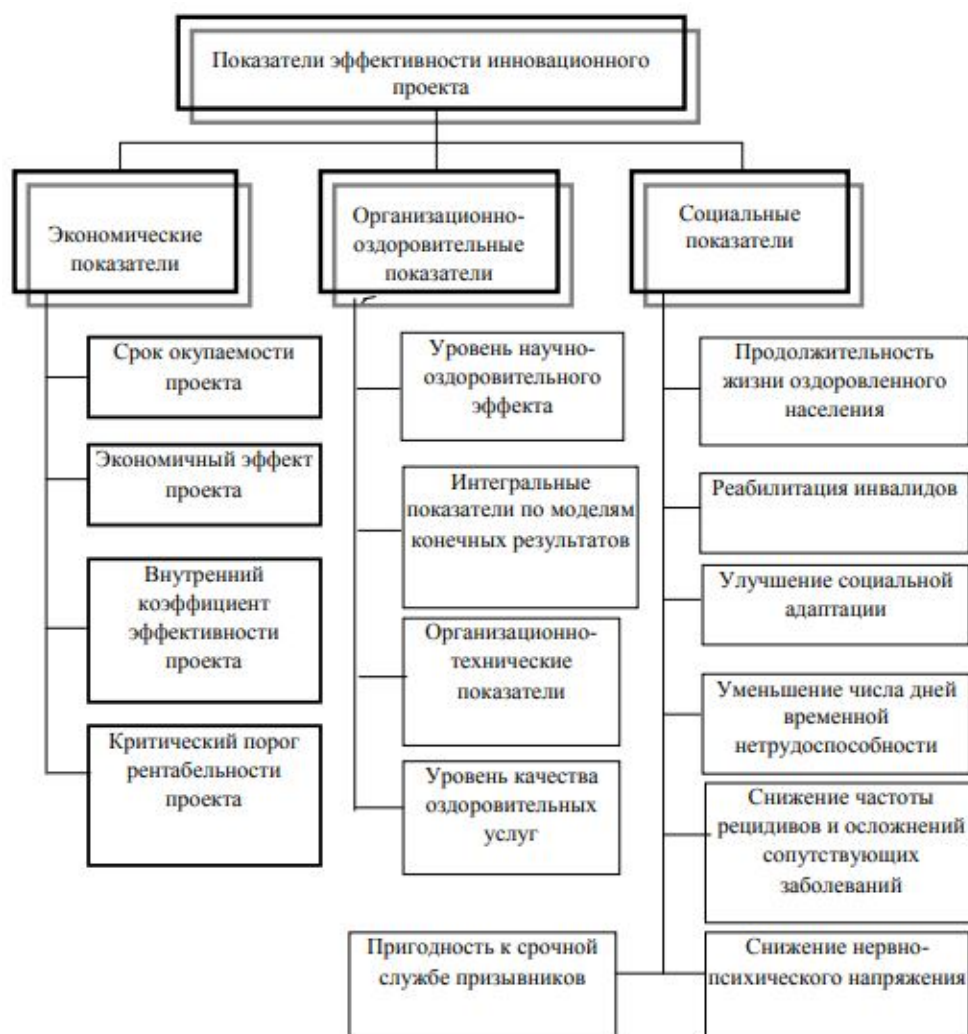 Показатели эффективности инновационного
проекта
Экономические
показатели
Организационно-
оздоровительные
показатели
Социальные
показатели
Срок окупаемости
проекта
Экономичный эффект
проекта
Внутренний
коэффициент
эффективности
проекта
Критический порог
рентабельности
проекта
Уровень научно-
оздоровительного
эффекта
Интегральные
показатели по моделям
конечных результатов
Организационно-
технические
показатели
Уровень качества
оздоровительных
услуг
Продолжительность
жизни оздоровленного
населения
Реабилитация инвалидов
Улучшение социальной
адаптации
Уменьшение числа дней
временной
нетрудоспособности
Снижение частоты
рецидивов и осложнений
сопутствующих
заболеваний
Пригодность к срочной
службе призывников
Снижение нервно-
психического напряжения